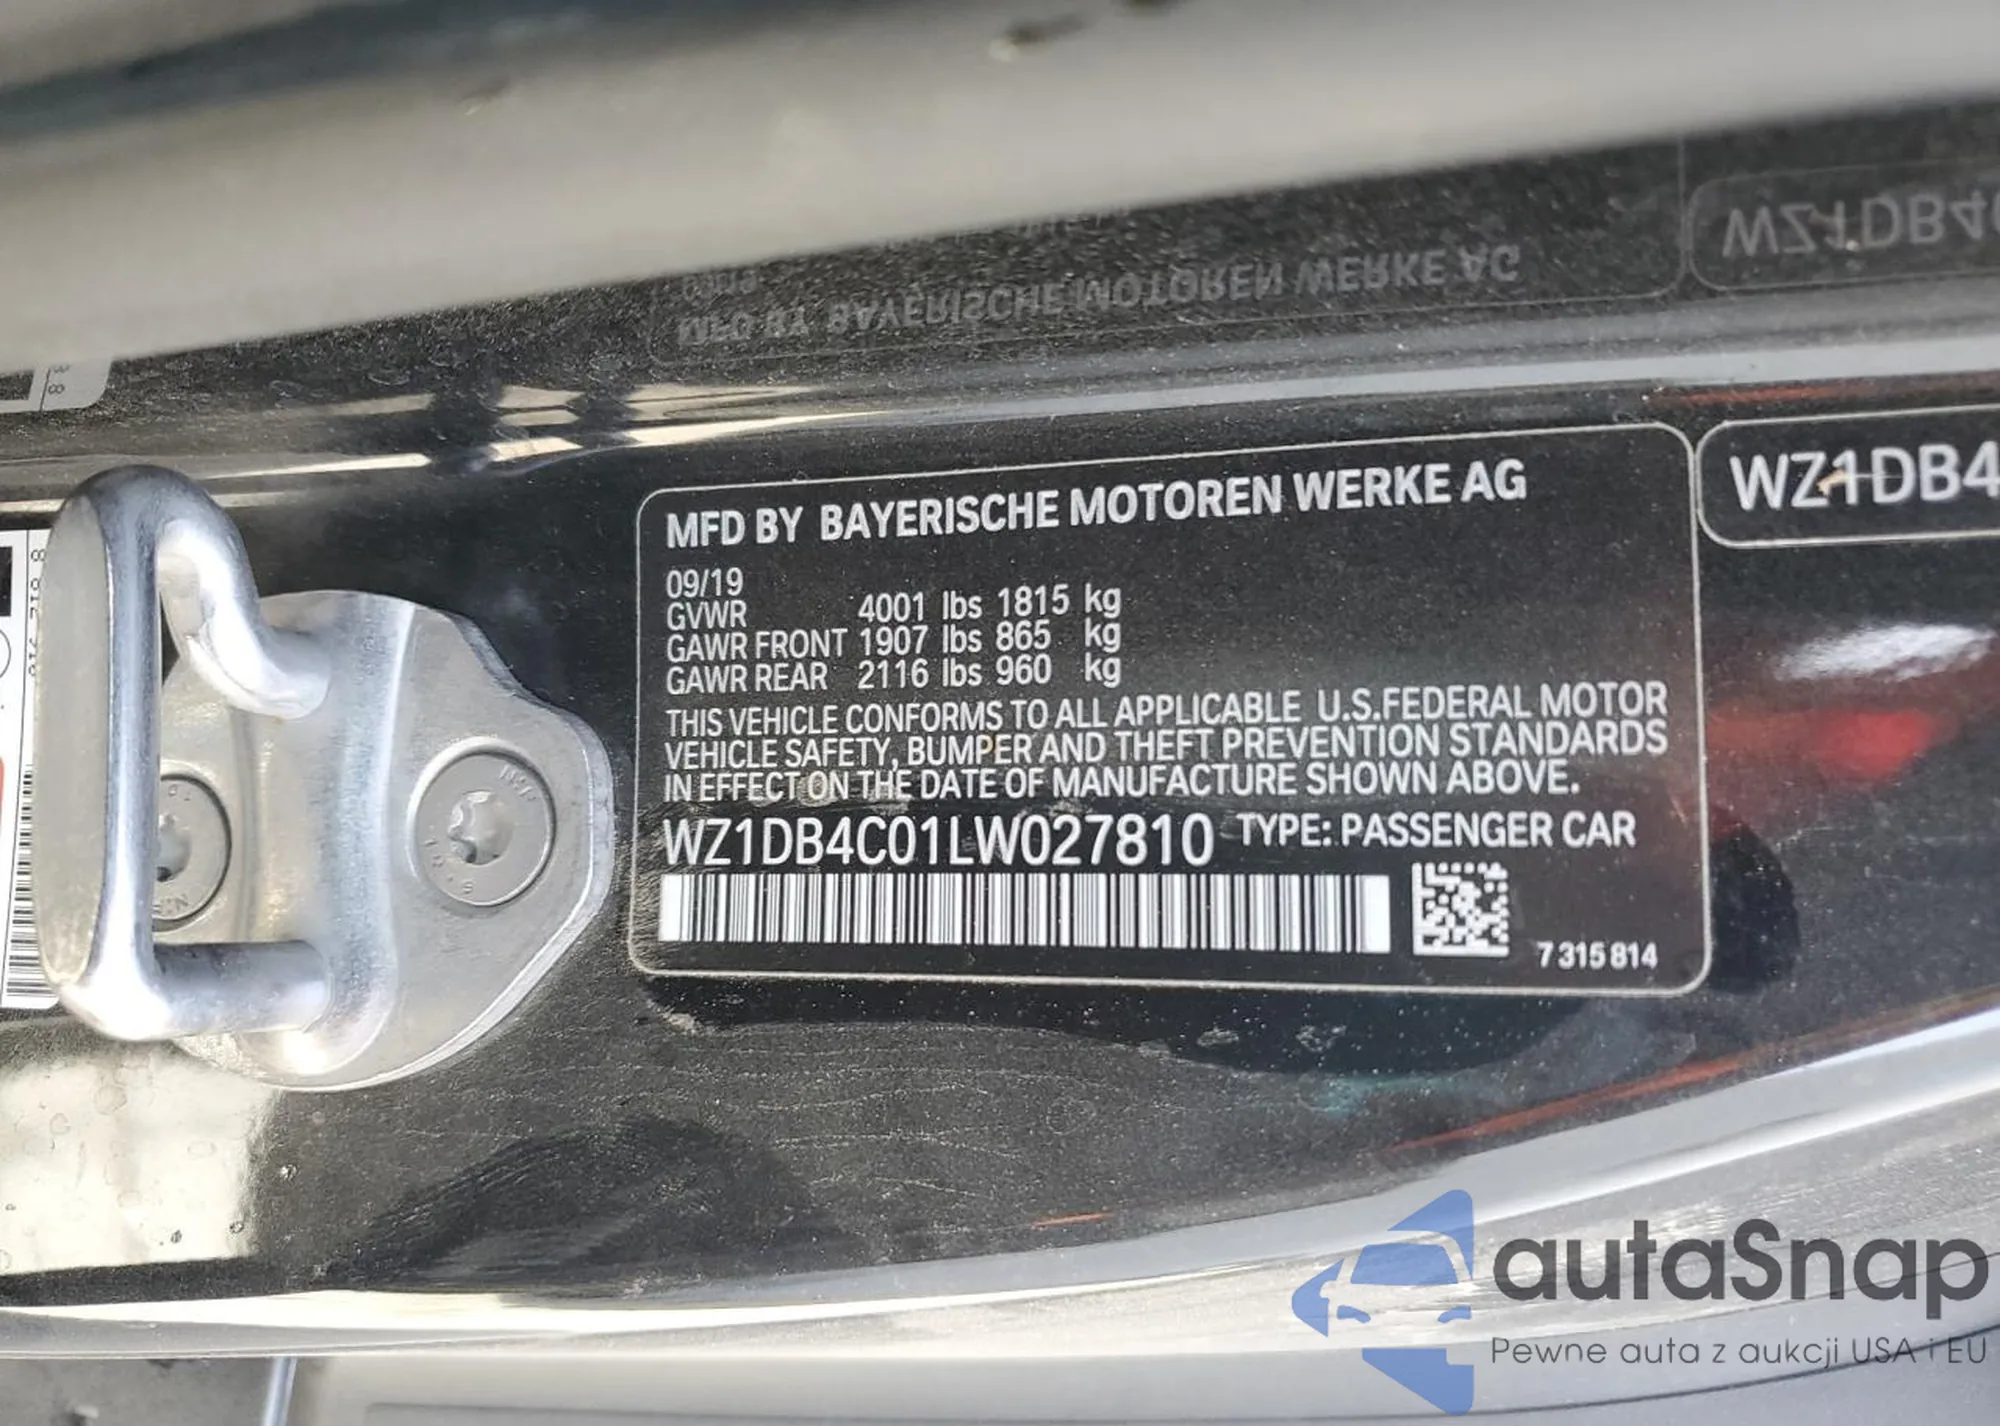 MFD BY BAYERISCHE MOTOREN WERKE AG
WZ1DB4
MFD BY BAYERISCHE MOTOREN WERKE AG
WZ1DB4
09/19
GVWR 4001 lbs 1815 kg
GAWR FRONT 1907 lbs 865 kg
GAWR REAR 2116 lbs 960 kg
THIS VEHICLE CONFORMS TO ALL APPLICABLE U.S.FEDERAL MOTOR
VEHICLE SAFETY, BUMPER AND THEFT PREVENTION STANDARDS
IN EFFECT ON THE DATE OF MANUFACTURE SHOWN ABOVE.
WZ1DB4C01LW027810 TYPE: PASSENGER CAR
7 315 814
autaSnap
Pewne auta z aukcji USA i EU